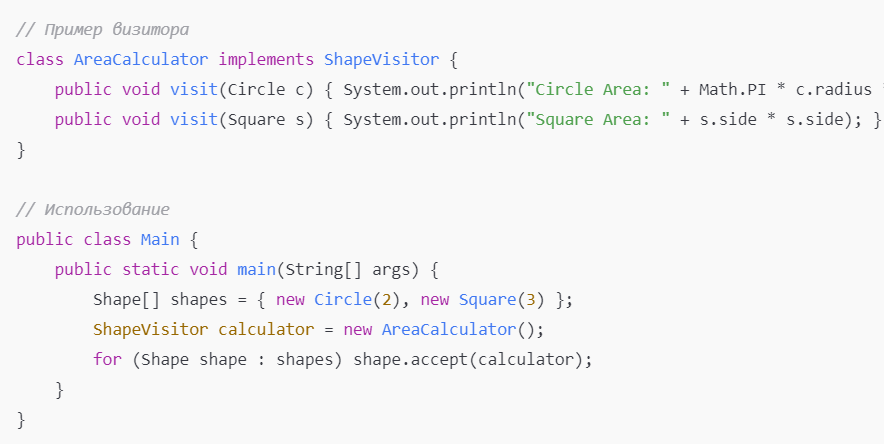 // Пример визитора
class AreaCalculator implements ShapeVisitor {
    public void visit(Circle c) { System.out.println("Circle Area: " + Math.PI * c.radius *
    public void visit(Square s) { System.out.println("Square Area: " + s.side * s.side); }
}
// Использование
public class Main {
    public static void main(String[] args) {
        Shape[] shapes = { new Circle(2), new Square(3) };
        ShapeVisitor calculator = new AreaCalculator();
        for (Shape shape : shapes) shape.accept(calculator);
    }
}